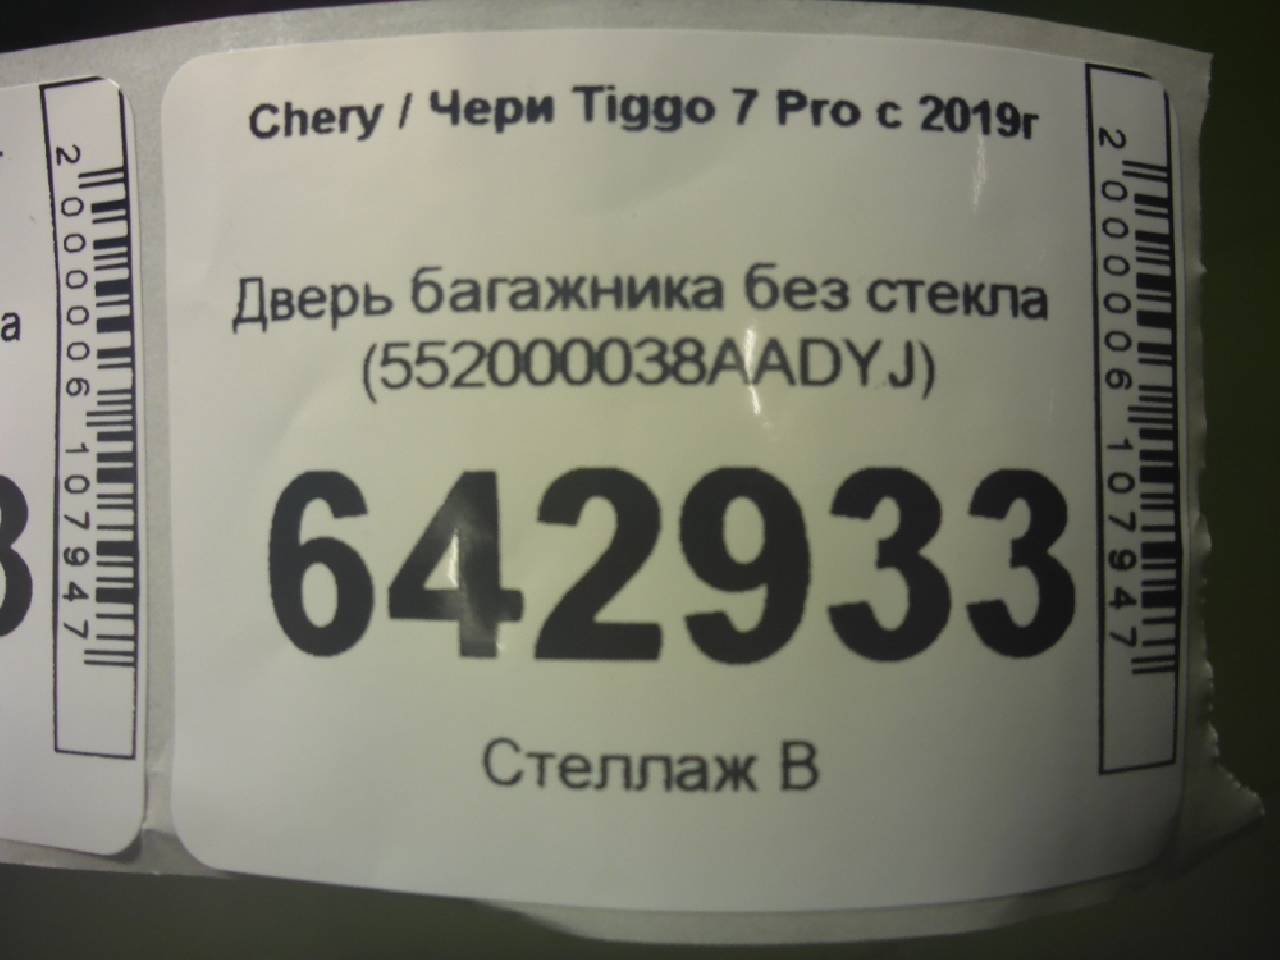 Chery / Чери Tiggo 7 Pro с 2019г
Дверь багажника без стекла
(552000038AADYJ)
642933
Стеллаж В
2000006107947
2000006107947
а